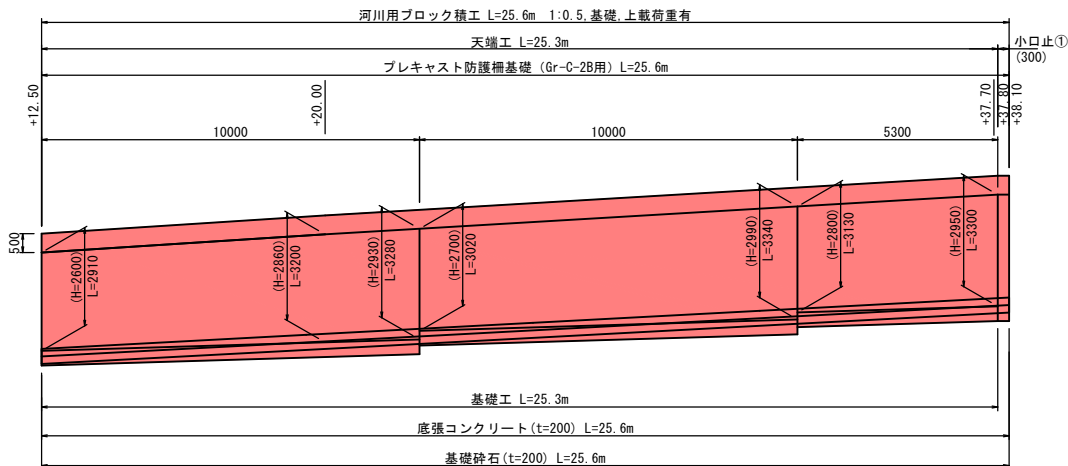 河川用ブロック積工 L=25.6m 1:0.5,基礎,上載荷重有
天端工 L=25.3m
小口止①
(300)
プレキャスト防護柵基礎 (Gr-C-2B用) L=25.6m
+12.50
+20.00
+37.70
+37.80
+38.10
10000
10000
5300
500
(H=2600)
L=2910
(H=2860)
L=3200
(H=2930)
L=3280
(H=2700)
L=3020
(H=2990)
L=3340
(H=2800)
L=3130
(H=2950)
L=3300
基礎工 L=25.3m
底張コンクリート(t=200) L=25.6m
基礎砕石(t=200) L=25.6m